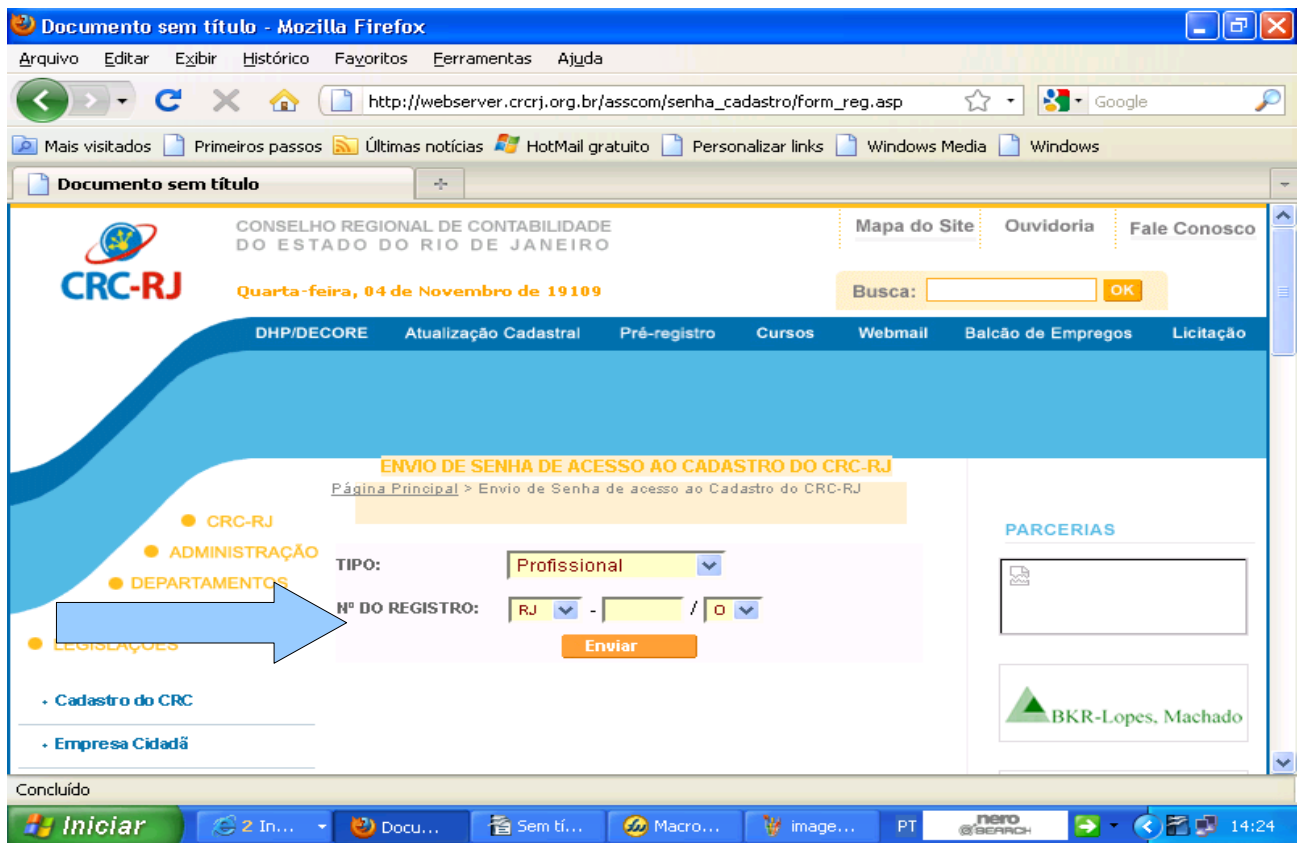 Documento sem título - Mozilla Firefox
Arquivo Editar Exibir Histórico Favoritos Ferramentas Ajuda
http://webserver.crcrj.org.br/asscom/senha_cadastro/form_reg.asp Google
Mais visitados Primeiros passos Últimas notícias HotMail gratuito Personalizar links Windows Media Windows
Documento sem título
CONSELHO REGIONAL DE CONTABILIDADE
DO ESTADO DO RIO DE JANEIRO
Mapa do Site Ouvidoria Fale Conosco
CRC-RJ
Quarta-feira, 04 de Novembro de 19109
Busca: OK
DHP/DECORE Atualização Cadastral Pré-registro Cursos Webmail Balcão de Empregos Licitação
ENVIO DE SENHA DE ACESSO AO CADASTRO DO CRC-RJ
Página Principal > Envio de Senha de acesso ao Cadastro do CRC-RJ
CRC-RJ
ADMINISTRAÇÃO
DEPARTAMENTOS
LEGISLAÇÕES
Cadastro do CRC
Empresa Cidadã
TIPO: Profissional
Nº DO REGISTRO: RJ - / O
Enviar
PARCERIAS
BKR-Lopes, Machado
Concluído
Iniciar 2 In... Docu... Sem tí... Macro... image... PT nero SEARCH 14:24